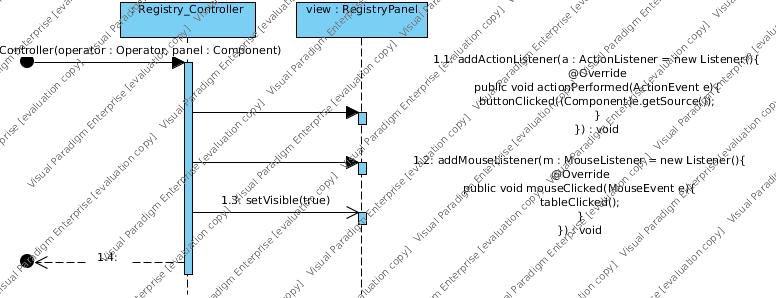 Registry_Controller
view : RegistryPanel
Controller(operator : Operator, panel : Component)
1.1: addActionListener(a : ActionListener = new Listener(){
@Override
public void actionPerformed(ActionEvent e){
buttonClicked((Component)e.getSource());
}
}) : void
1.2: addMouseListener(m : MouseListener = new Listener(){
@Override
public void mouseClicked(MouseEvent e){
tableClicked();
}
}) : void
1.3: setVisible(true)
1.4:
Visual Paradigm Enterprise [evaluation copy]